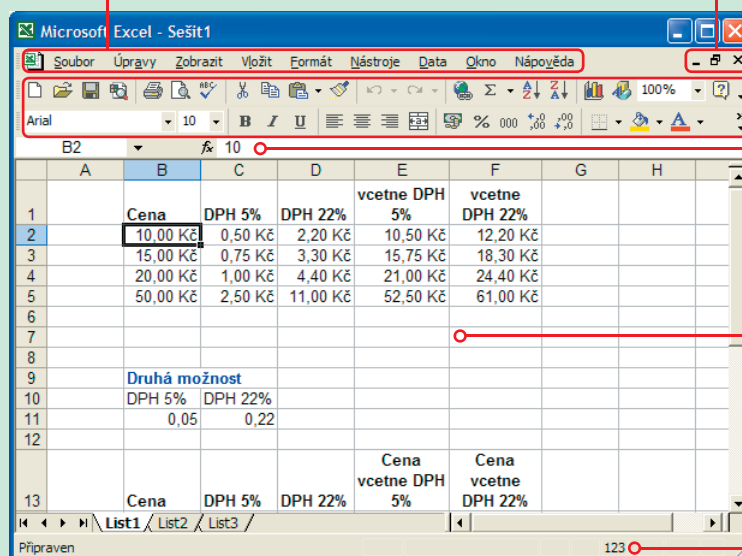 Microsoft Excel - Sešit1
Soubor Úpravy Zobrazit Vložit Formát Nástroje Data Okno Nápověda
ABC Σ A Z Z A 100% ?
Arial 10 B I U % 000 ,0 ,00 ,00 ,0 A
B2 fx 10
A B C D E F G H
1 Cena DPH 5% DPH 22% vcetne DPH 5% vcetne DPH 22%
2 10,00 Kč 0,50 Kč 2,20 Kč 10,50 Kč 12,20 Kč
3 15,00 Kč 0,75 Kč 3,30 Kč 15,75 Kč 18,30 Kč
4 20,00 Kč 1,00 Kč 4,40 Kč 21,00 Kč 24,40 Kč
5 50,00 Kč 2,50 Kč 11,00 Kč 52,50 Kč 61,00 Kč
6
7
8
9 Druhá možnost
10 DPH 5% DPH 22%
11 0,05 0,22
12
13 Cena DPH 5% DPH 22% Cena vcetne DPH 5% Cena vcetne DPH 22%
List1 List2 List3
Připraven 123